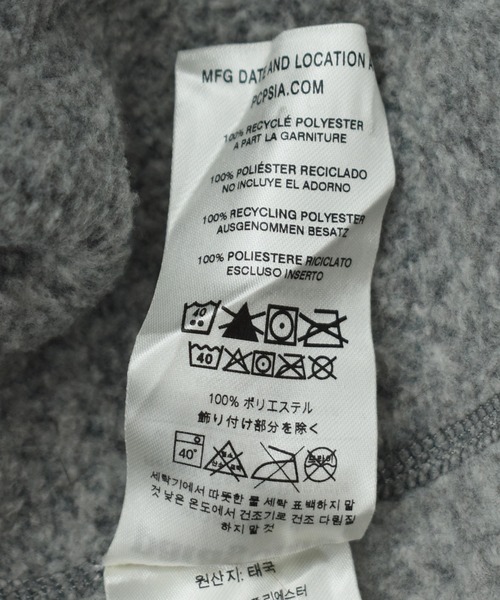 MFG DATE AND LOCATION A
PCPSIA.COM
100% RECYCLÉ POLYESTER
A PART LA GARNITURE
100% POLIÉSTER RECICLADO
NO INCLUYE EL ADORNO
100% RECYCLING POLYESTER
AUSGENOMMEN BESATZ
100% POLIESTERE RICICLATO
ESCLUSO INSERTO
40
40
100% ポリエステル
飾り付け部分を除く
40° 드라이
세탁기에서 따뜻한 물 세탁 표백하지 말
것 낮은 온도에서 건조기로 건조 다림질
하지 말 것
원산지: 태국